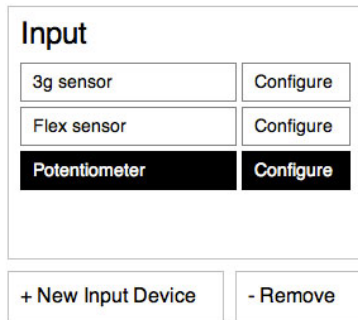 Input
3g sensor Configure
Flex sensor Configure
Potentiometer Configure
+ New Input Device - Remove